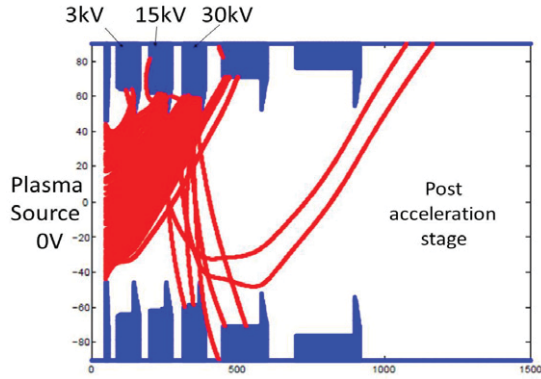 3kV 15kV 30kV
80
60
40
20
0
-20
-40
-60
-80
Plasma
Source
0V
Post
acceleration
stage
0 500 1000 1500